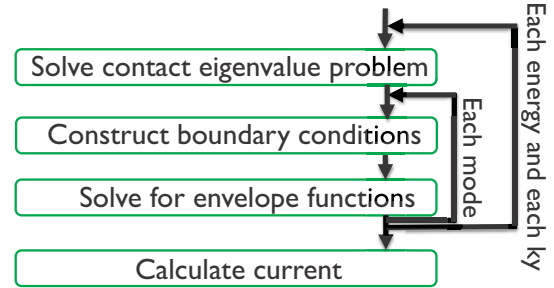 Solve contact eigenvalue problem
Construct boundary conditions
Solve for envelope functions
Calculate current
Each mode
Each energy and each ky